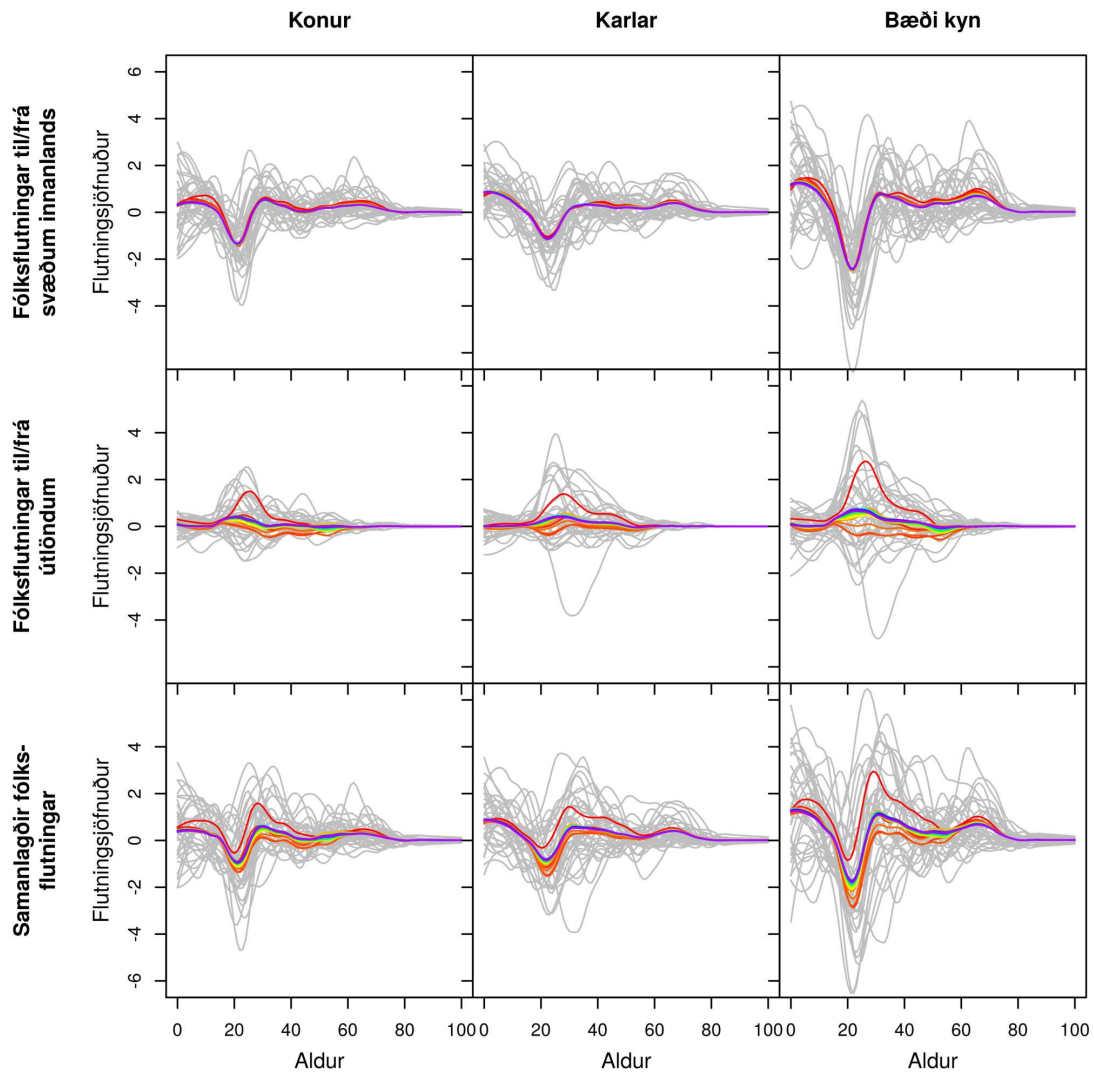 Konur
Karlar
Bæði kyn
Fólksflutningar til/frá
svæðum innanlands
Flutningsjöfnuður
6
4
2
0
-2
-4
Fólksflutningar til/frá
útlöndum
Flutningsjöfnuður
4
2
0
-2
-4
Samanlagðir fólks-
flutningar
Flutningsjöfnuður
4
2
0
-2
-4
-6
0 20 40 60 80 100
0 20 40 60 80 100
0 20 40 60 80 100
Aldur
Aldur
Aldur